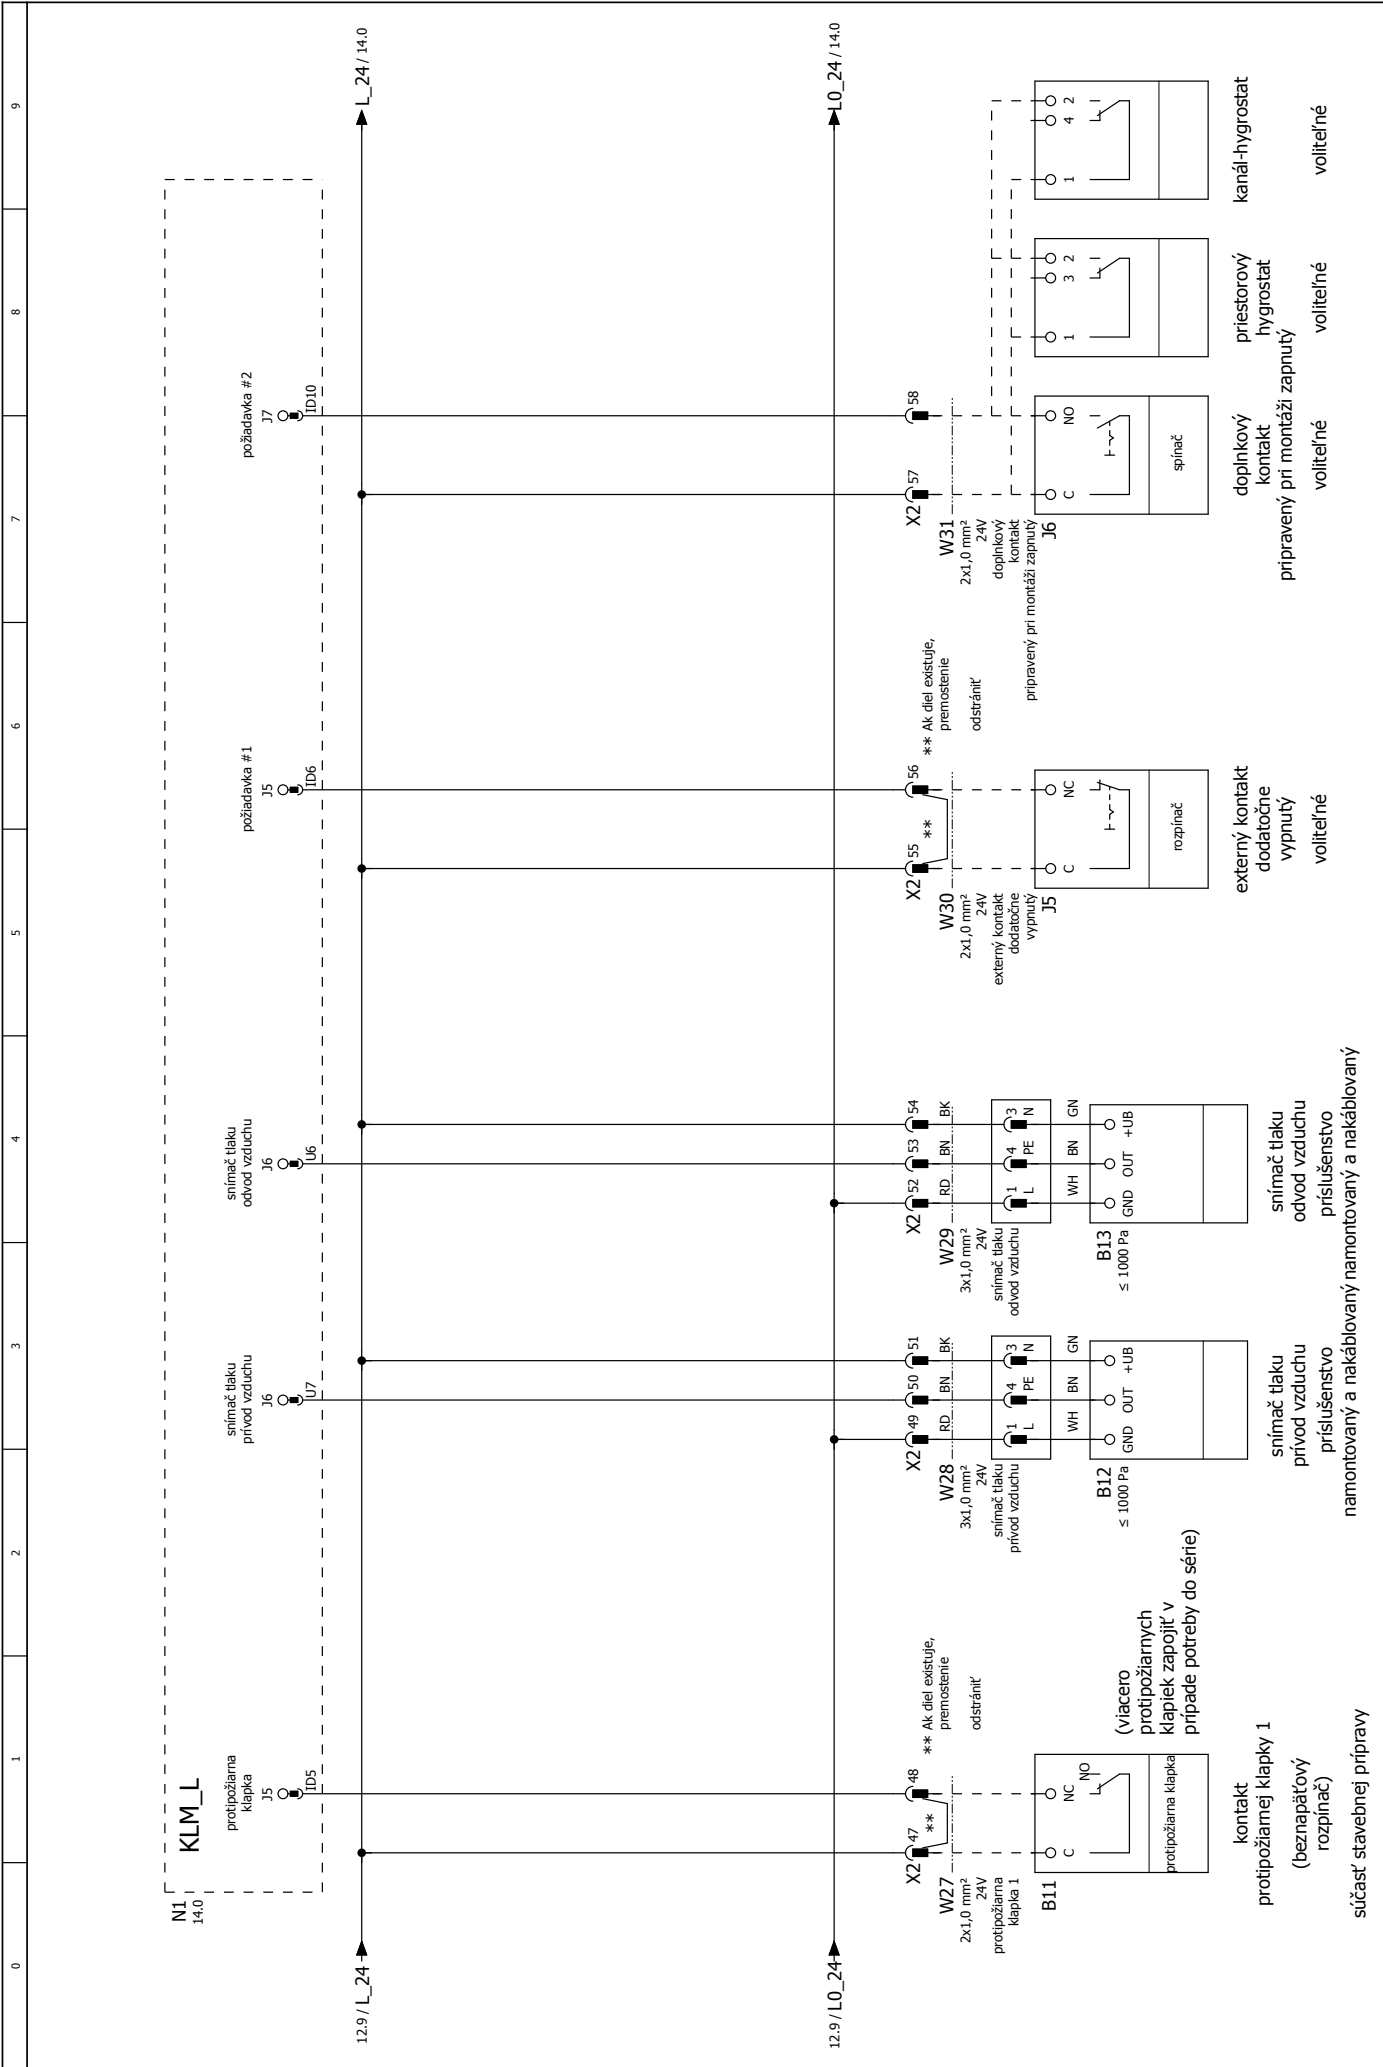 0 1 2 3 4 5 6 7 8 9
N1
14.0
KLM_L
protipožiarna
klapka
J5
ID5
snímač tlaku
prívod vzduchu
J6
U7
snímač tlaku
odvod vzduchu
J6
U6
požiadavka #1
J5
ID6
požiadavka #2
J7
ID10
12.9 / L_24
L_24 / 14.0
12.9 / L0_24
L0_24 / 14.0
X2 47 48
**
** Ak diel existuje,
premostenie
odstrániť
W27
2x1,0 mm²
24V
protipožiarna
klapka 1
B11
C NC NO
protipožiarna klapka
(viacero
protipožiarnych
klapiek zapojiť v
prípade potreby do série)
kontakt
protipožiarnej klapky 1
(beznapäťový
rozpínač)
súčasť stavebnej prípravy
X2 49 50 51
RD BN BK
W28
3x1,0 mm²
24V
snímač tlaku
prívod vzduchu
1 4 3
L PE N
WH BN GN
B12
≤ 1000 Pa
GND OUT +UB
snímač tlaku
prívod vzduchu
príslušenstvo
namontovaný a nakáblovaný
X2 52 53 54
RD BN BK
W29
3x1,0 mm²
24V
snímač tlaku
odvod vzduchu
1 4 3
L PE N
WH BN GN
B13
≤ 1000 Pa
GND OUT +UB
snímač tlaku
odvod vzduchu
príslušenstvo
namontovaný a nakáblovaný
X2 55 56
**
** Ak diel existuje,
premostenie
odstrániť
W30
2x1,0 mm²
24V
externý kontakt
dodatočne
vypnutý
J5
C NC
rozpínač
externý kontakt
dodatočne
vypnutý
voliteľné
X2 57 58
W31
2x1,0 mm²
24V
doplnkový
kontakt
pripravený pri montáži zapnutý
J6
C NO
spínač
doplnkový
kontakt
pripravený pri montáži zapnutý
voliteľné
1 3 2
priestorový
hygrostat
voliteľné
1 4 2
kanál-hygrostat
voliteľné